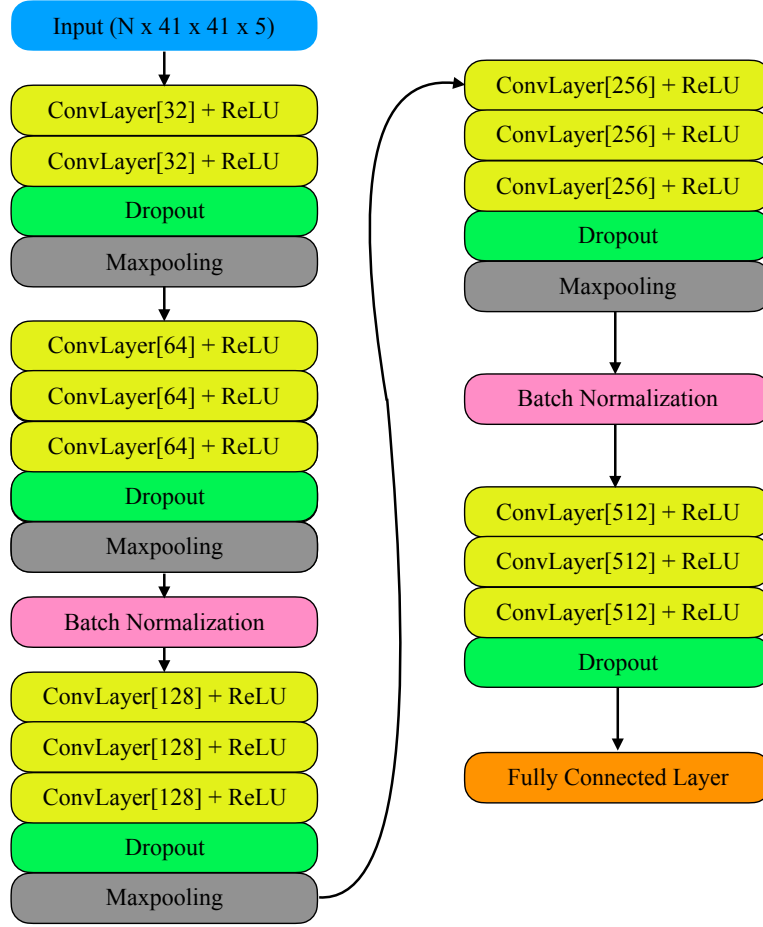 Input (N x 41 x 41 x 5)
ConvLayer[32] + ReLU
ConvLayer[32] + ReLU
Dropout
Maxpooling
ConvLayer[64] + ReLU
ConvLayer[64] + ReLU
ConvLayer[64] + ReLU
Dropout
Maxpooling
Batch Normalization
ConvLayer[128] + ReLU
ConvLayer[128] + ReLU
ConvLayer[128] + ReLU
Dropout
Maxpooling
ConvLayer[256] + ReLU
ConvLayer[256] + ReLU
ConvLayer[256] + ReLU
Dropout
Maxpooling
Batch Normalization
ConvLayer[512] + ReLU
ConvLayer[512] + ReLU
ConvLayer[512] + ReLU
Dropout
Fully Connected Layer